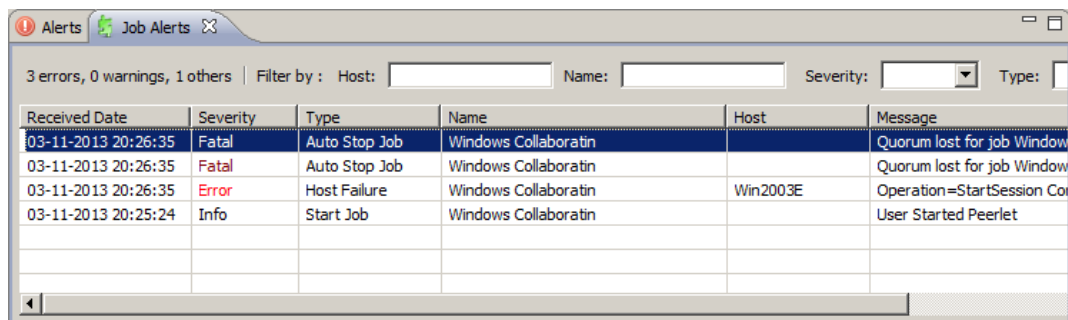 Alerts Job Alerts
3 errors, 0 warnings, 1 others Filter by : Host: Name: Severity: Type:
Received Date Severity Type Name Host Message
03-11-2013 20:26:35 Fatal Auto Stop Job Windows Collaboratin Quorum lost for job Window
03-11-2013 20:26:35 Fatal Auto Stop Job Windows Collaboratin Quorum lost for job Window
03-11-2013 20:26:35 Error Host Failure Windows Collaboratin Win2003E Operation=StartSession Co
03-11-2013 20:25:24 Info Start Job Windows Collaboratin User Started Peerlet